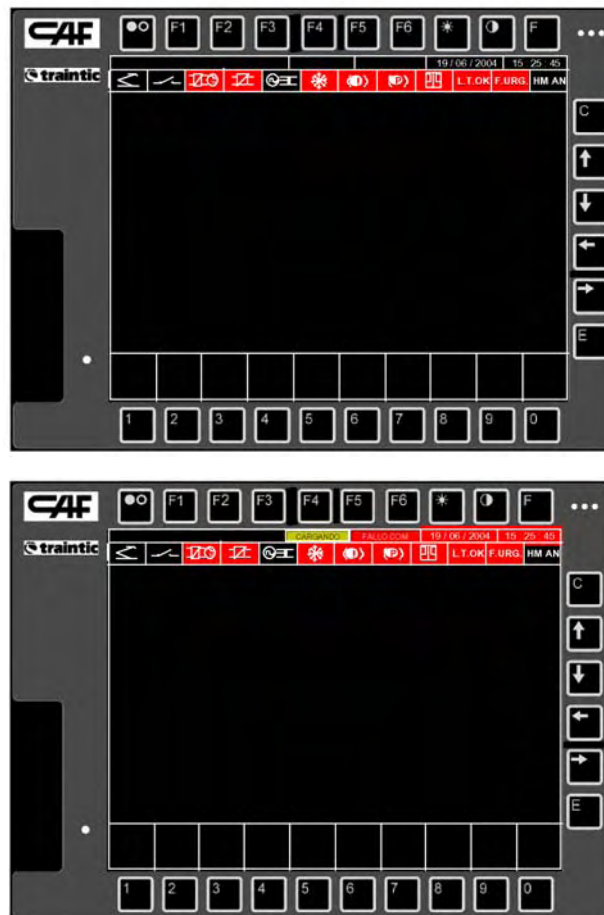 CAF
F1 F2 F3 F4 F5 F6 F
traintic
19 / 06 / 2004 15 25 45
L.T.OK F.URG. HM AN
C
E
1 2 3 4 5 6 7 8 9 0
CAF
F1 F2 F3 F4 F5 F6 F
traintic
CARGANDO FALLO COM 19 / 06 / 2004 15 25 45
L.T.OK F.URG. HM AN
C
E
1 2 3 4 5 6 7 8 9 0